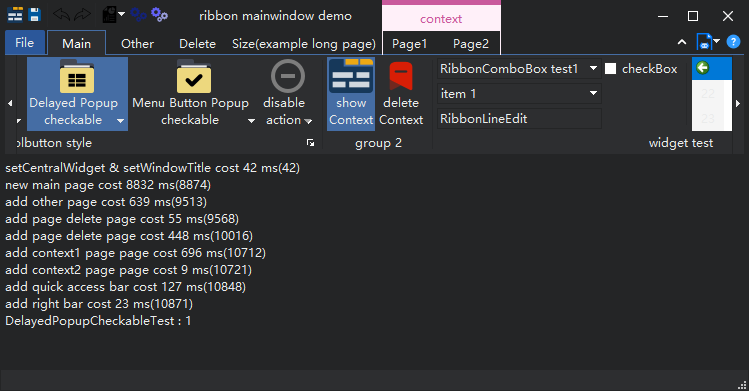 ribbon mainwindow demo
context
File
Main
Other
Delete
Size(example long page)
Page1
Page2
Delayed Popup
checkable
Menu Button Popup
checkable
disable
action
show
Context
delete
Context
RibbonComboBox test1
item 1
RibbonLineEdit
checkBox
22
23
olbutton style
group 2
widget test
setCentralWidget & setWindowTitle cost 42 ms(42)
new main page cost 8832 ms(8874)
add other page cost 639 ms(9513)
add page delete page cost 55 ms(9568)
add page delete page cost 448 ms(10016)
add context1 page page cost 696 ms(10712)
add context2 page page cost 9 ms(10721)
add quick access bar cost 127 ms(10848)
add right bar cost 23 ms(10871)
DelayedPopupCheckableTest : 1